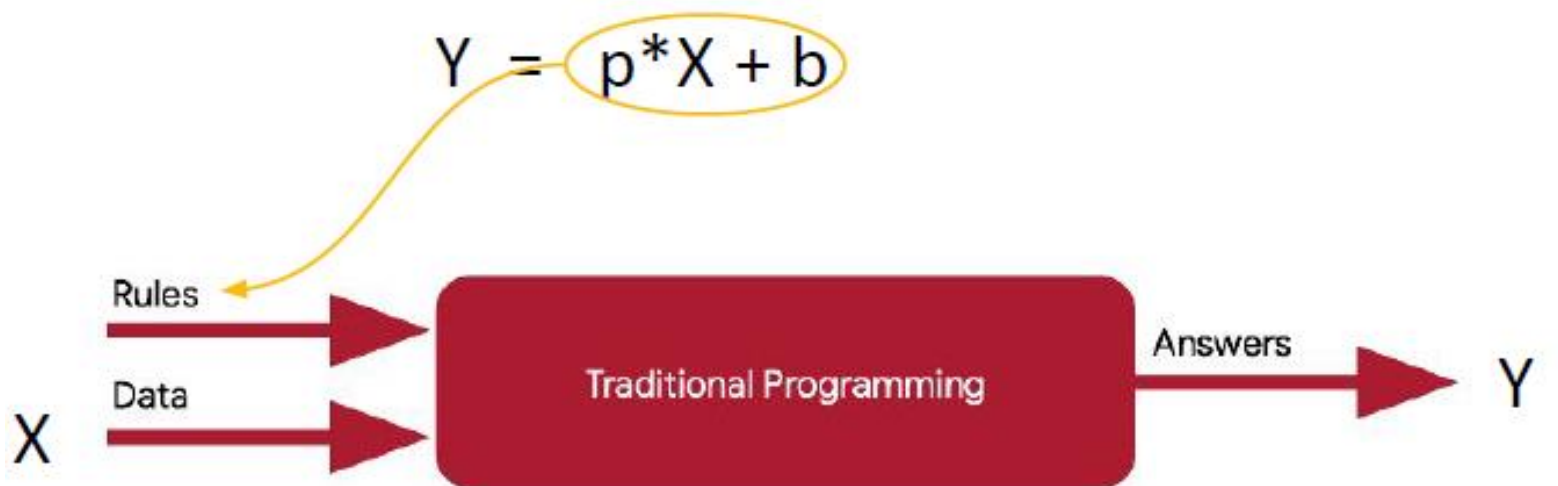 Y = p*X + b
Rules
Data
X
Traditional Programming
Answers
Y